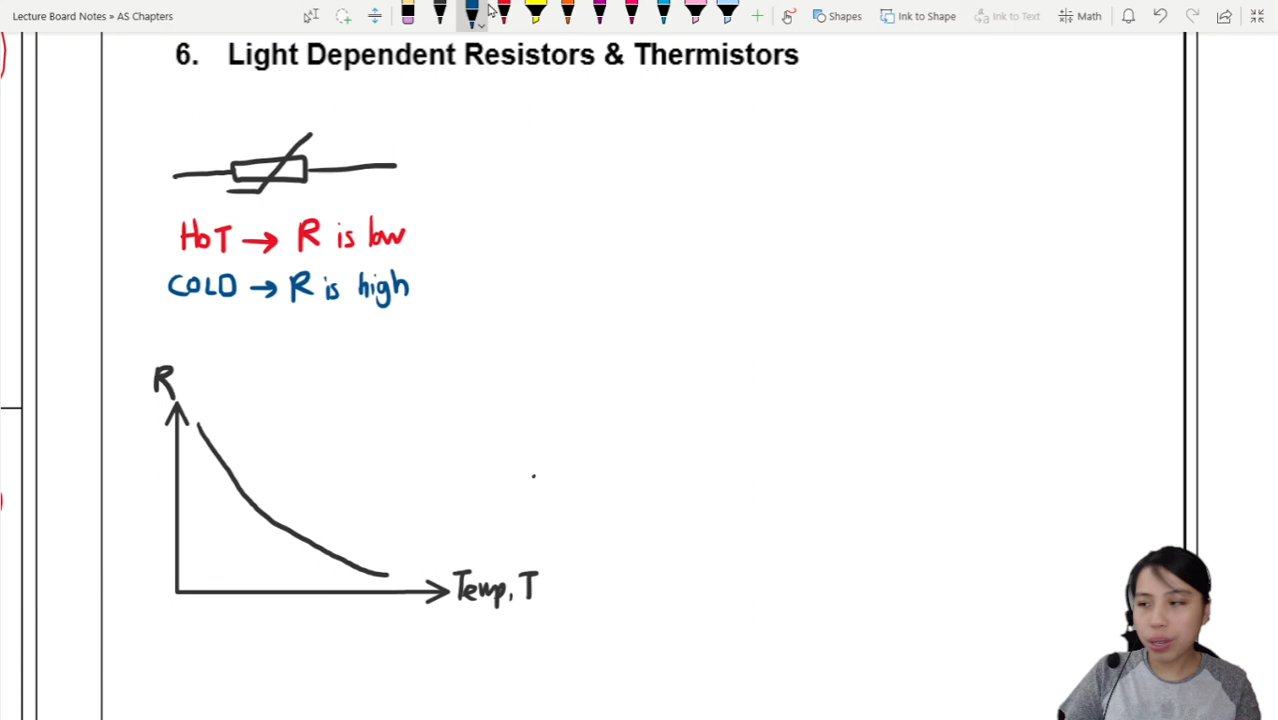 Lecture Board Notes » AS Chapters
Shapes
Ink to Shape
Ink to Text
Math
6. Light Dependent Resistors & Thermistors
HOT → R is low
COLD → R is high
R
Temp, T